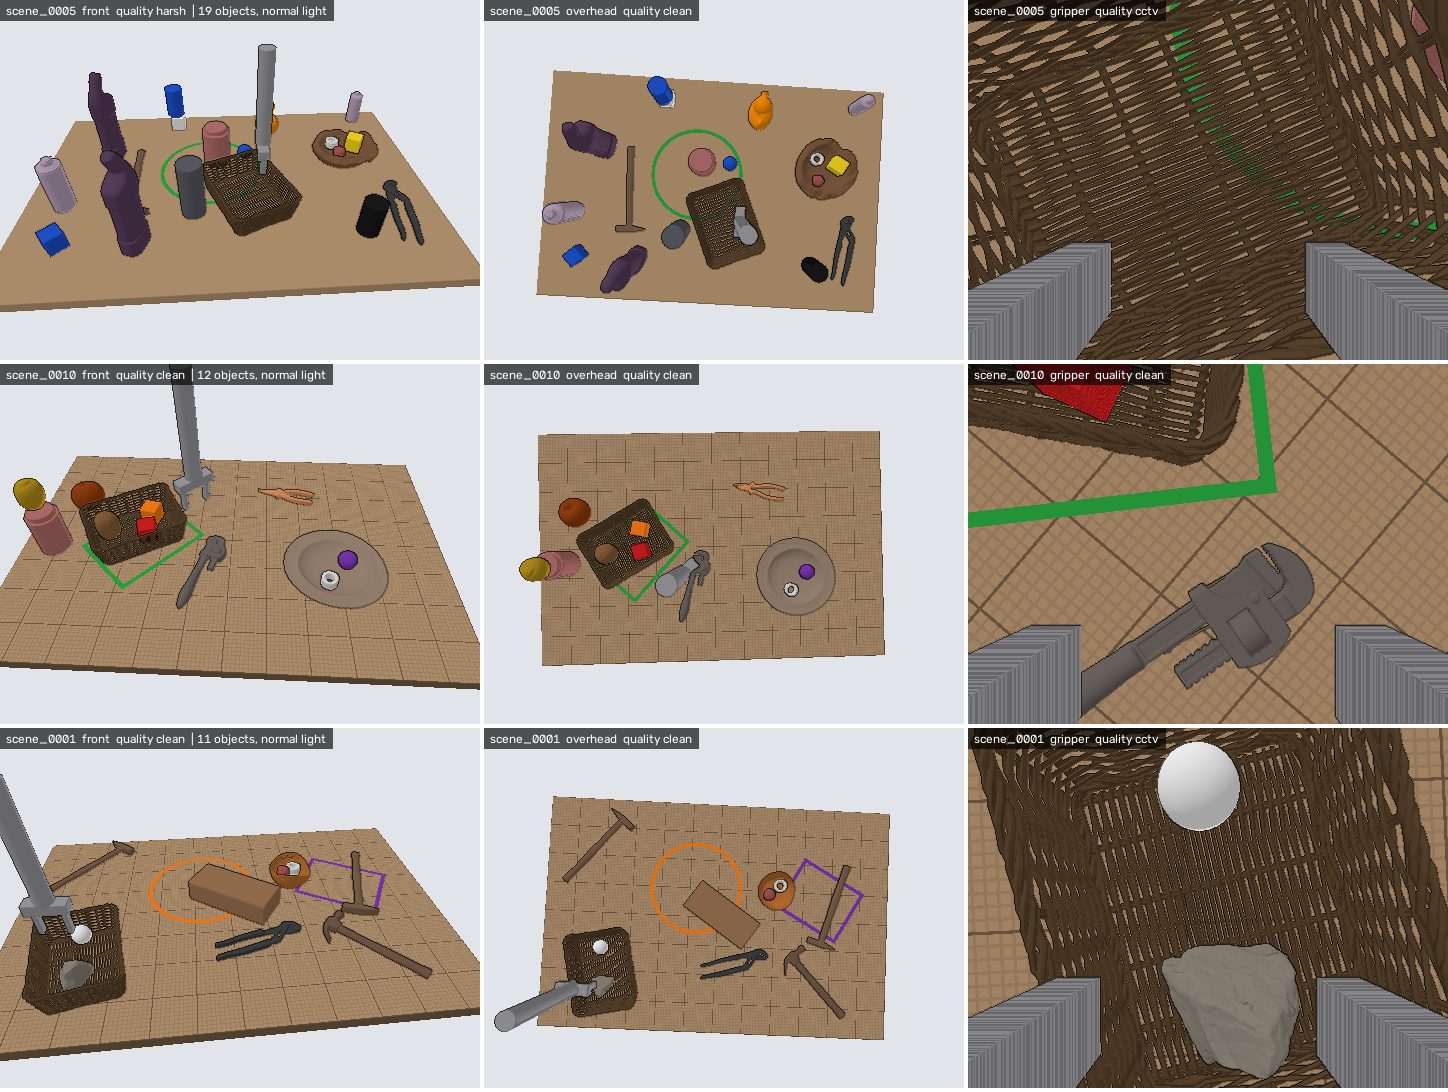 scene_0005 front quality harsh | 19 objects, normal light
scene_0005 overhead quality clean
scene_0005 gripper quality cctv
scene_0010 front quality clean | 12 objects, normal light
scene_0010 overhead quality clean
scene_0010 gripper quality clean
scene_0001 front quality clean | 11 objects, normal light
scene_0001 overhead quality clean
scene_0001 gripper quality cctv